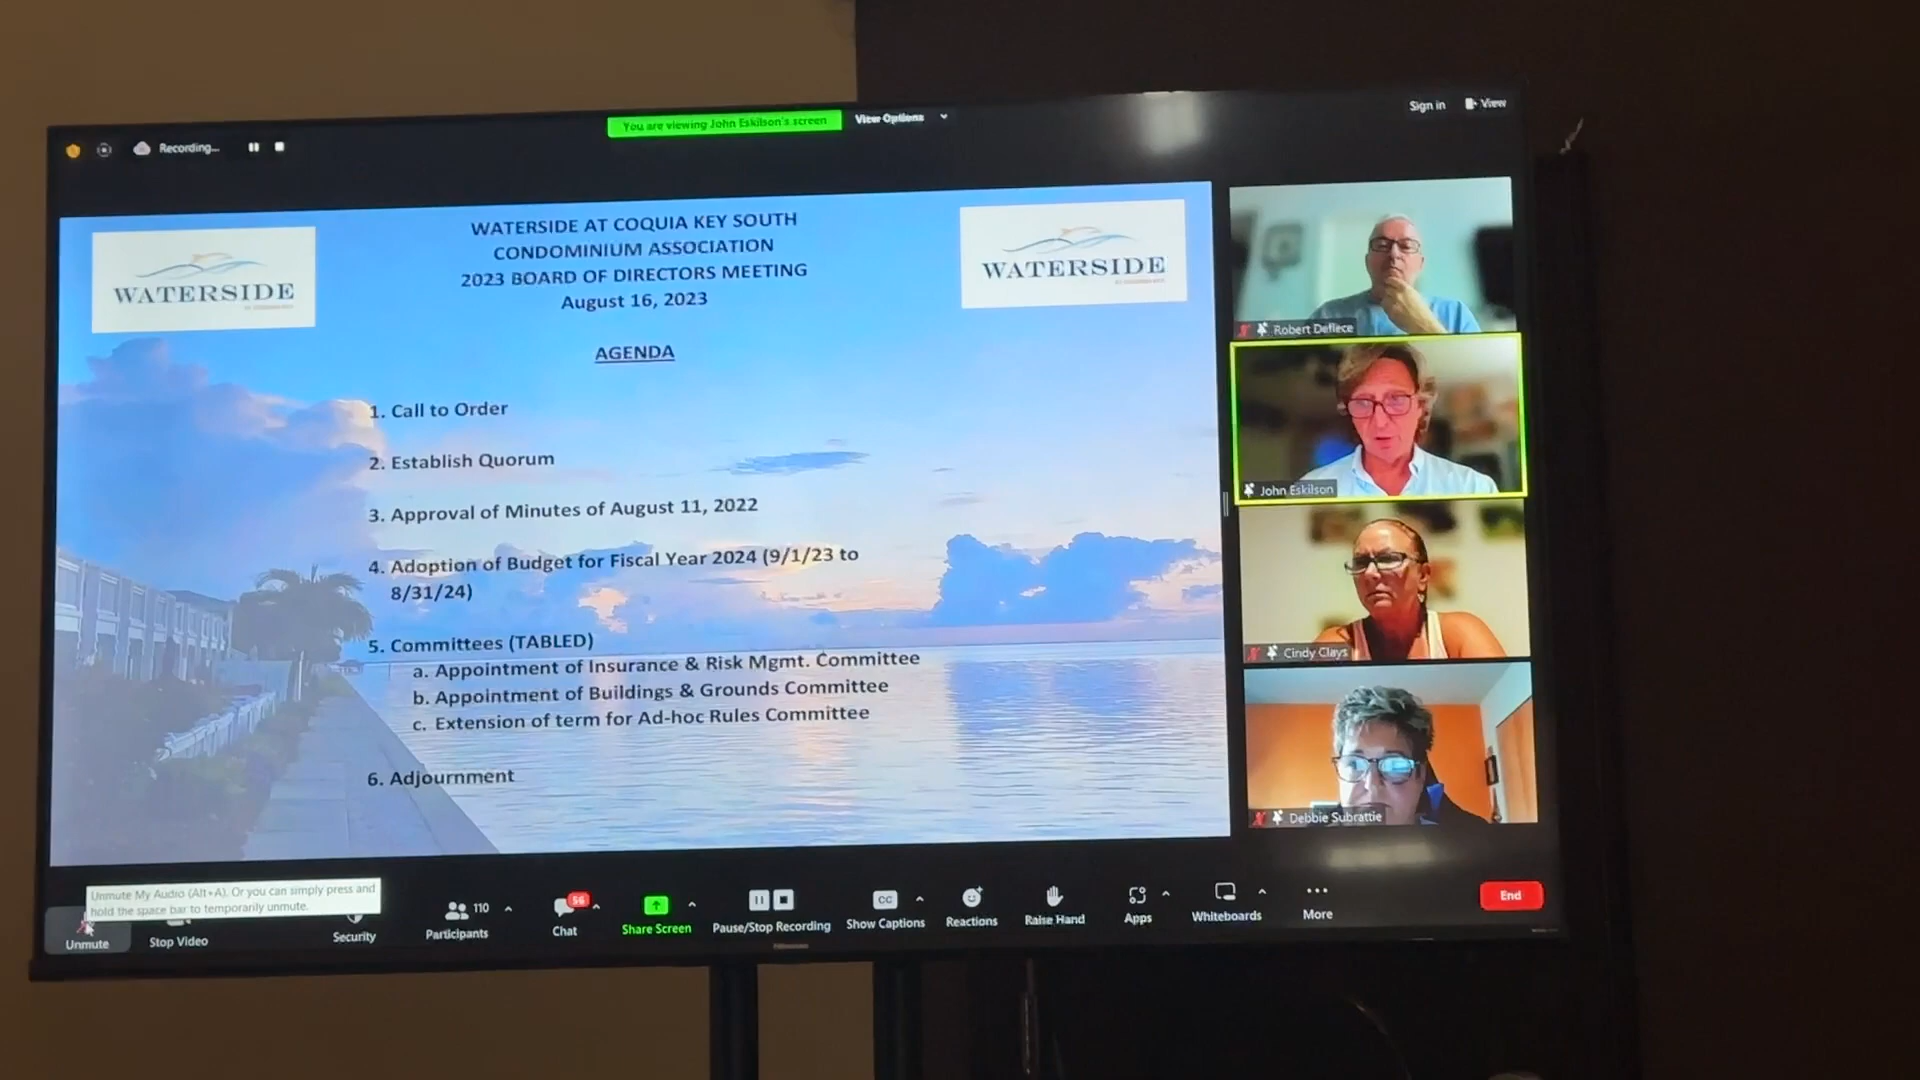 You are viewing John Eskilson's screen
View Options
Sign in
View
Recording...
WATERSIDE
WATERSIDE AT COQUIA KEY SOUTH
CONDOMINIUM ASSOCIATION
2023 BOARD OF DIRECTORS MEETING
August 16, 2023
WATERSIDE
AGENDA
1. Call to Order
2. Establish Quorum
3. Approval of Minutes of August 11, 2022
4. Adoption of Budget for Fiscal Year 2024 (9/1/23 to
8/31/24)
5. Committees (TABLED)
a. Appointment of Insurance & Risk Mgmt. Committee
b. Appointment of Buildings & Grounds Committee
c. Extension of term for Ad-hoc Rules Committee
6. Adjournment
Robert Defiece
John Eskilson
Cindy Clays
Debbie Subrattie
Unmute My Audio (Alt+A). Or you can simply press and
hold the space bar to temporarily unmute.
Unmute
Stop Video
Security
110
Participants
56
Chat
Share Screen
Pause/Stop Recording
CC
Show Captions
Reactions
Raise Hand
Apps
Whiteboards
More
End